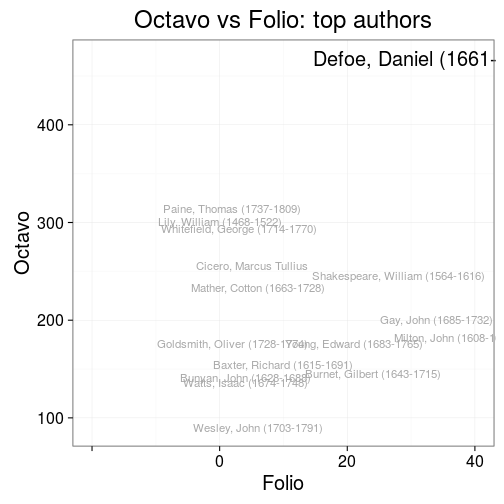 Octavo vs Folio: top authors
Defoe, Daniel (1661-
400
Paine, Thomas (1737-1809)
300
Lily, William (1468-1522)
Whitefield, George (1714-1770)
Cicero, Marcus Tullius
Shakespeare, William (1564-1616)
Mather, Cotton (1663-1728)
200
Gay, John (1685-1732)
Milton, John (1608-1
Goldsmith, Oliver (1728-1774)
Young, Edward (1683-1765)
Baxter, Richard (1615-1691)
Burnet, Gilbert (1643-1715)
Bunyan, John (1628-1688)
Watts, Isaac (1674-1748)
100
Wesley, John (1703-1791)
Octavo
0
20
40
Folio